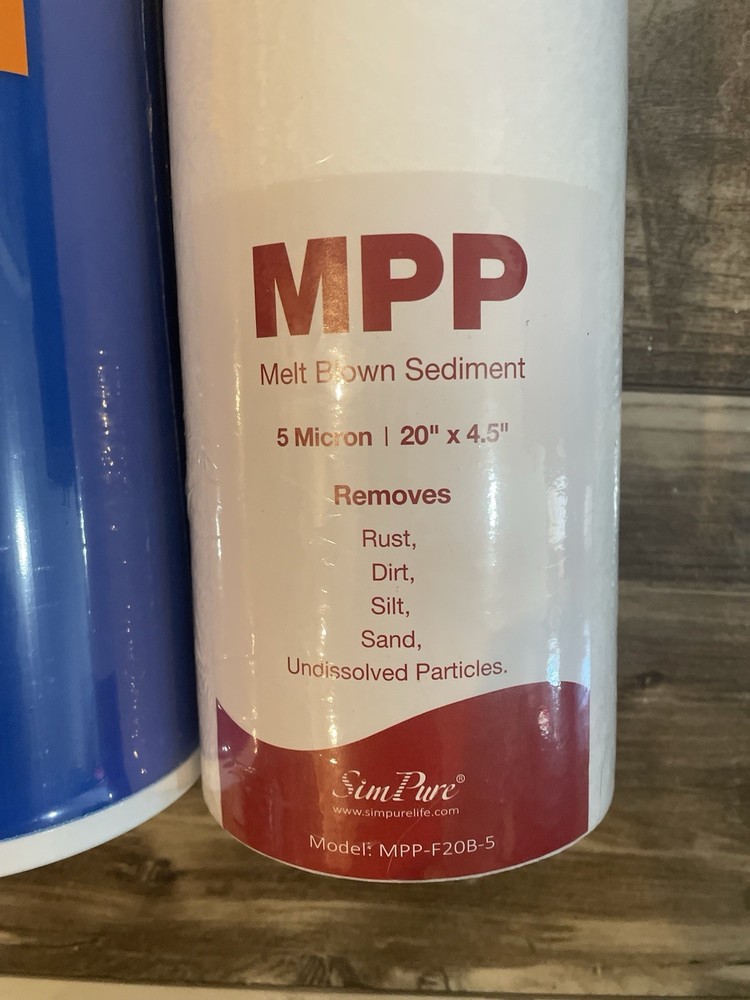 MPP
Melt Blown Sediment
5 Micron | 20" x 4.5"
Removes
Rust,
Dirt,
Silt,
Sand,
Undissolved Particles.
SimPure®
www.simpurelife.com
Model: MPP-F20B-5